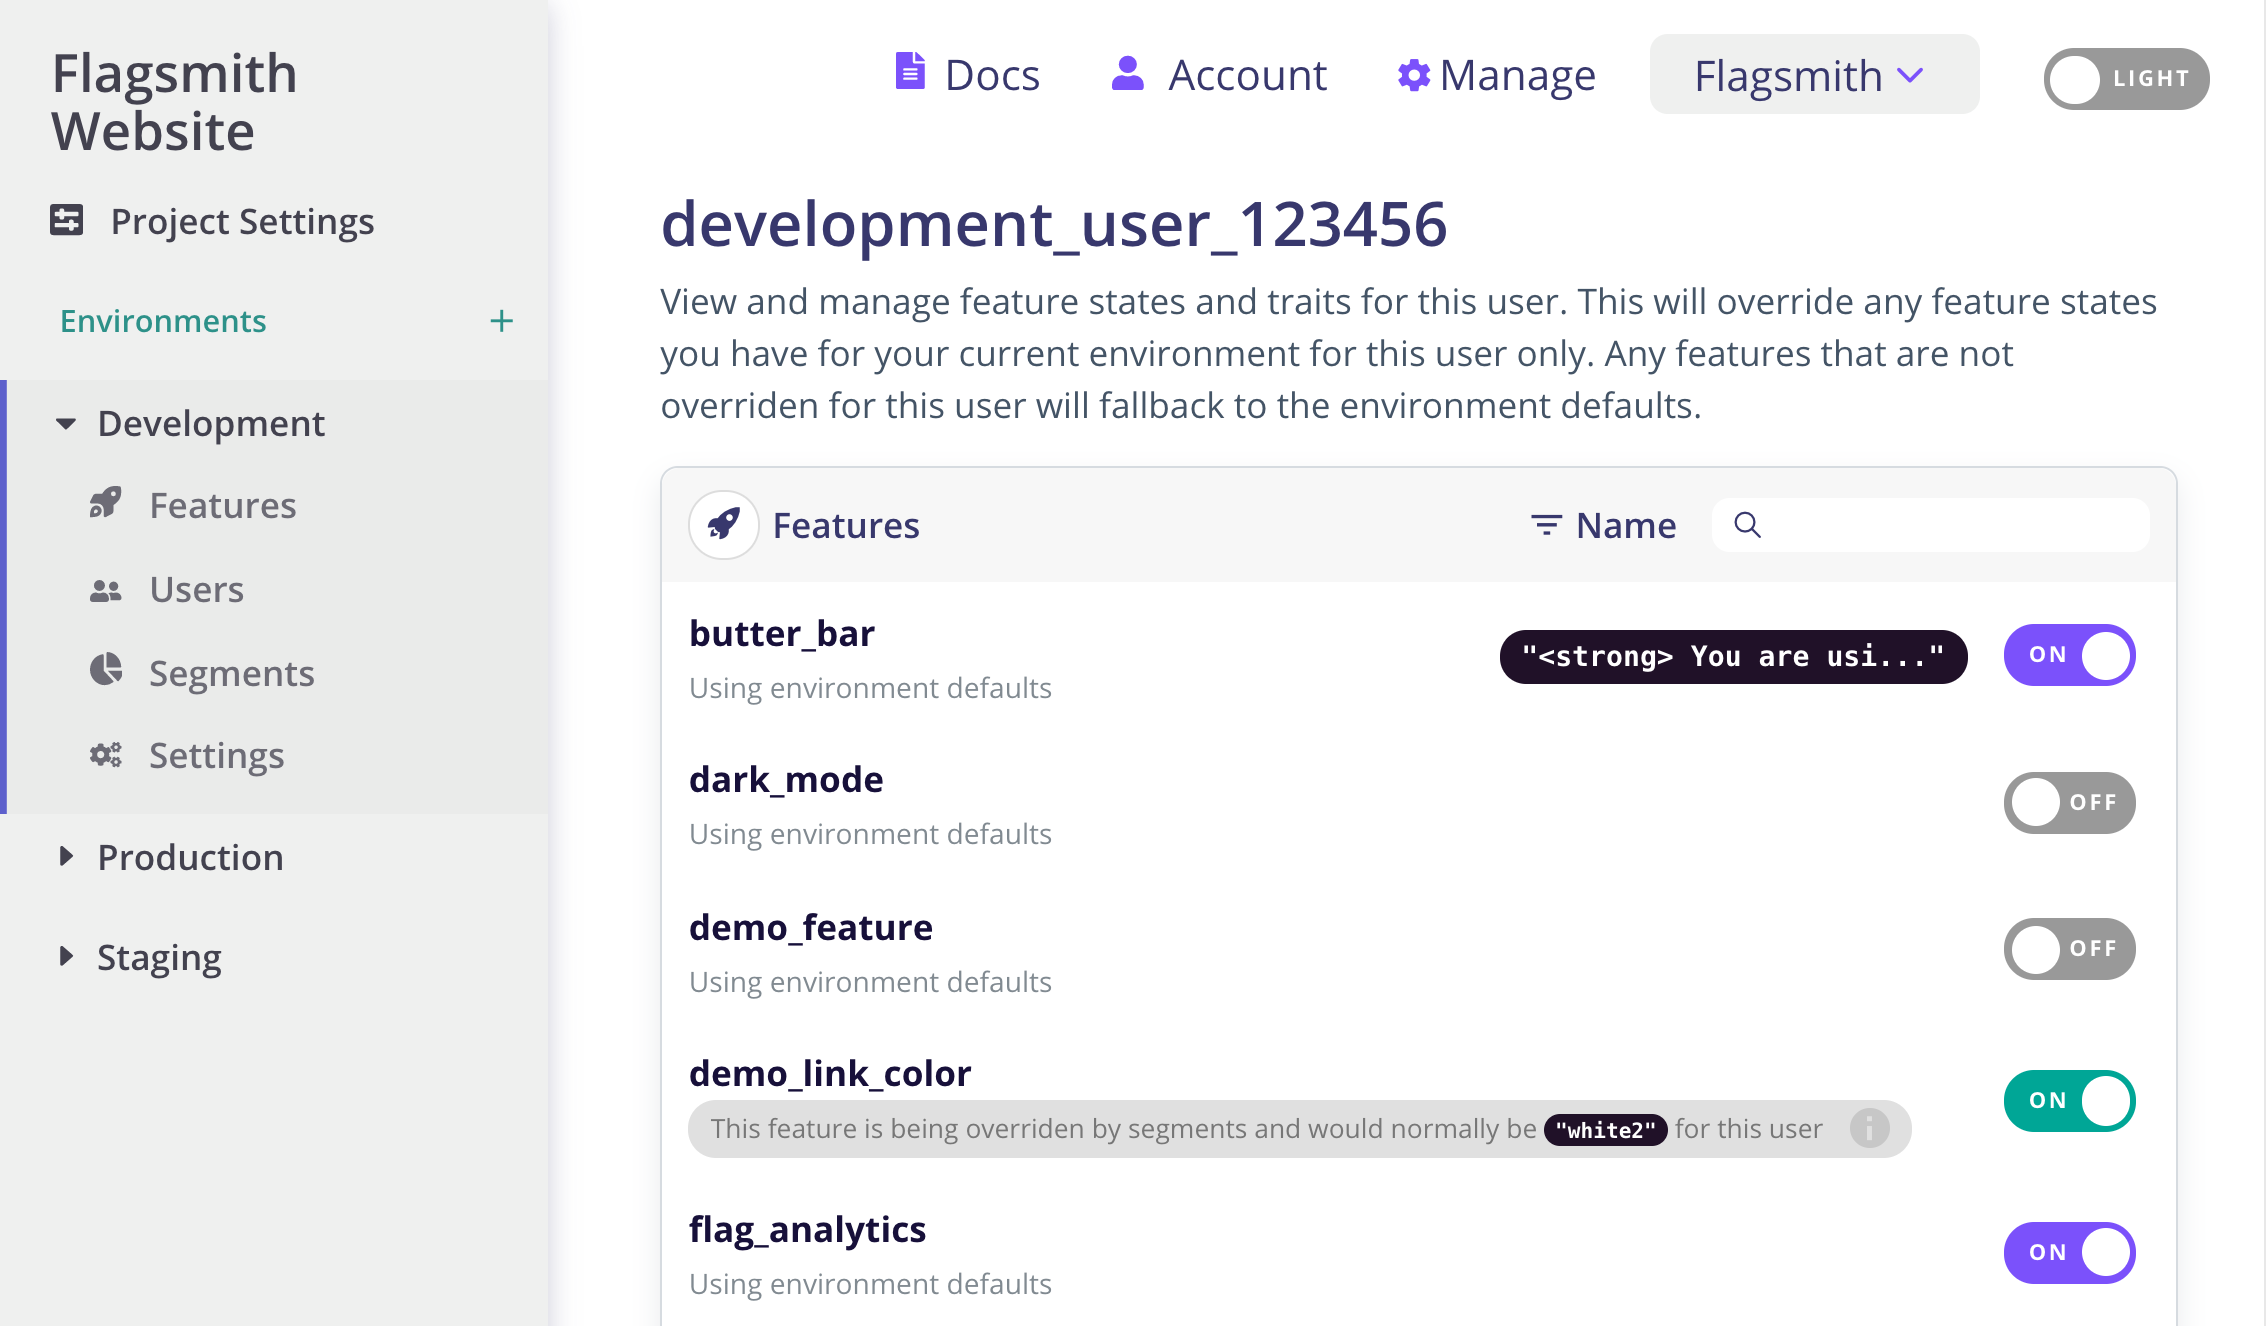 Flagsmith
Website
Project Settings
Environments
Development
Features
Users
Segments
Settings
Production
Staging
Docs
Account
Manage
Flagsmith
LIGHT
development_user_123456
View and manage feature states and traits for this user. This will override any feature states
you have for your current environment for this user only. Any features that are not
overriden for this user will fallback to the environment defaults.
Features
Name
butter_bar
"<strong> You are usi..."
ON
Using environment defaults
dark_mode
OFF
Using environment defaults
demo_feature
OFF
Using environment defaults
demo_link_color
ON
This feature is being overriden by segments and would normally be "white2" for this user
flag_analytics
ON
Using environment defaults